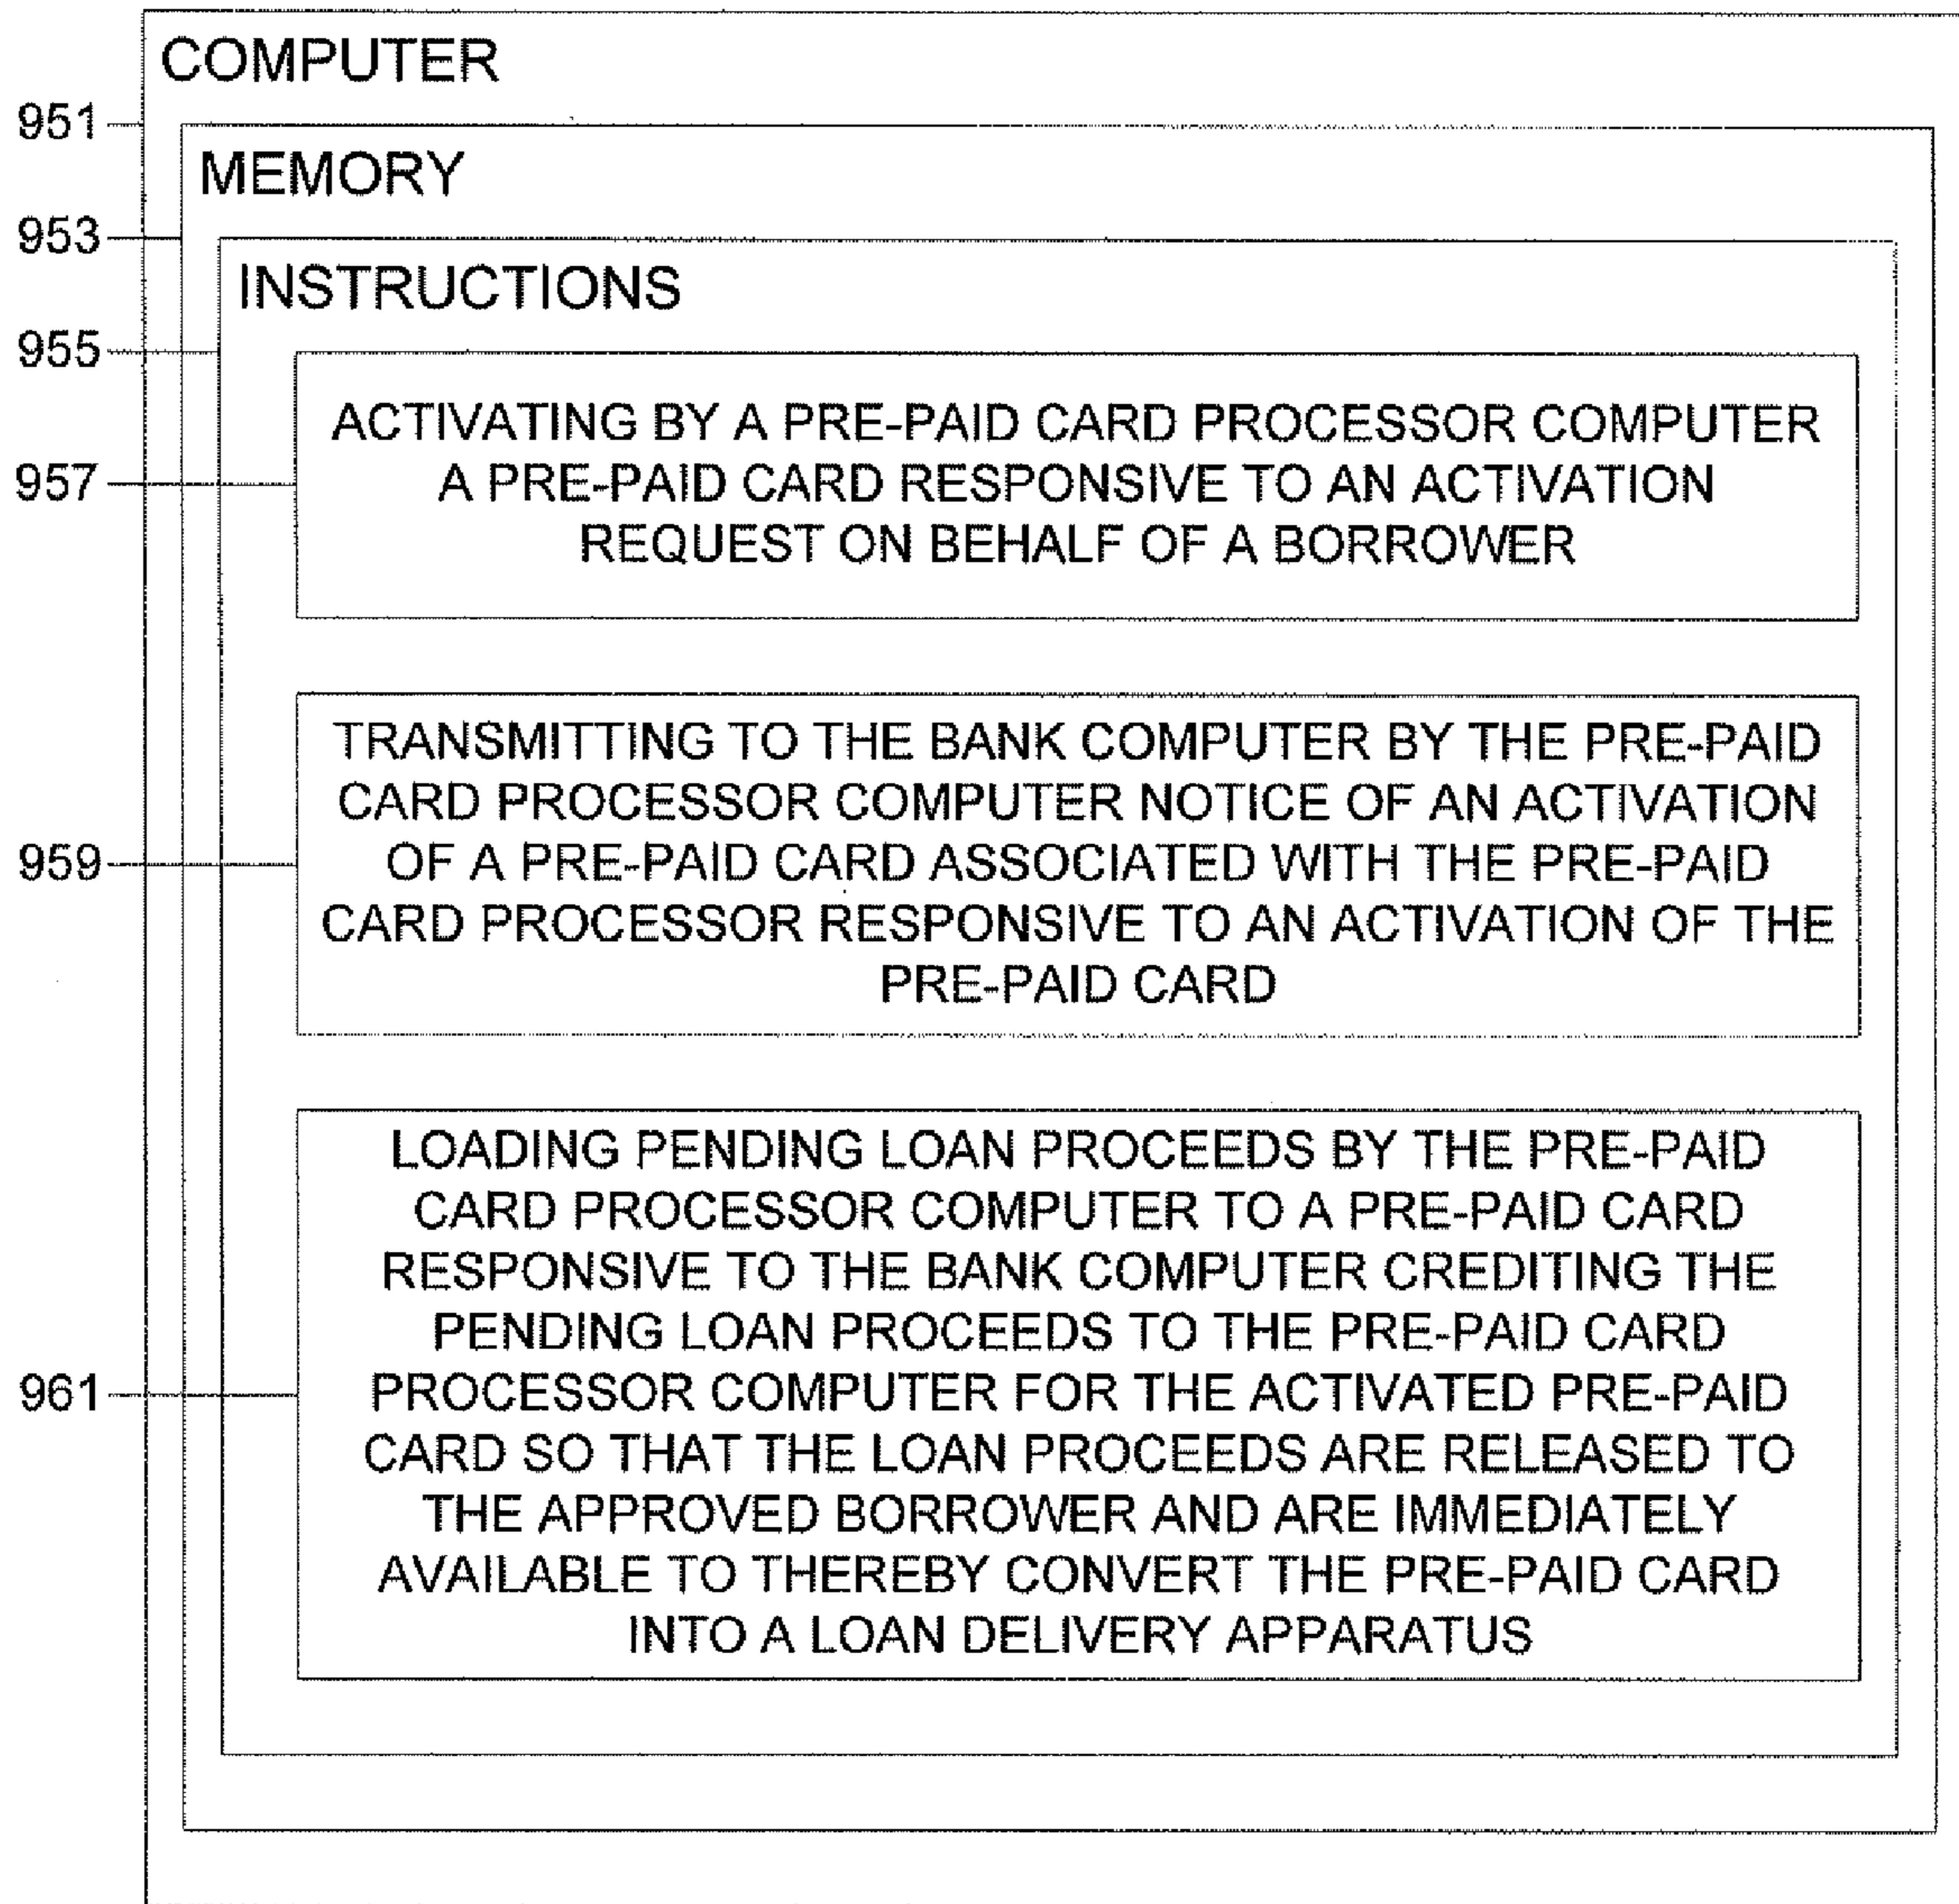 COMPUTER
951
MEMORY
953
INSTRUCTIONS
955
ACTIVATING BY A PRE-PAID CARD PROCESSOR COMPUTER
957
A PRE-PAID CARD RESPONSIVE TO AN ACTIVATION
REQUEST ON BEHALF OF A BORROWER
TRANSMITTING TO THE BANK COMPUTER BY THE PRE-PAID
CARD PROCESSOR COMPUTER NOTICE OF AN ACTIVATION
959
OF A PRE-PAID CARD ASSOCIATED WITH THE PRE-PAID
CARD PROCESSOR RESPONSIVE TO AN ACTIVATION OF THE
PRE-PAID CARD
LOADING PENDING LOAN PROCEEDS BY THE PRE-PAID
CARD PROCESSOR COMPUTER TO A PRE-PAID CARD
RESPONSIVE TO THE BANK COMPUTER CREDITING THE
PENDING LOAN PROCEEDS TO THE PRE-PAID CARD
961
PROCESSOR COMPUTER FOR THE ACTIVATED PRE-PAID
CARD SO THAT THE LOAN PROCEEDS ARE RELEASED TO
THE APPROVED BORROWER AND ARE IMMEDIATELY
AVAILABLE TO THEREBY CONVERT THE PRE-PAID CARD
INTO A LOAN DELIVERY APPARATUS